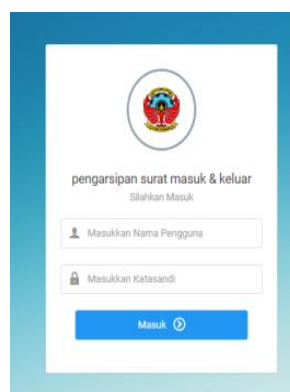 pengarsipan surat masuk & keluar
Silahkan Masuk
Masukkan Nama Pengguna
Masukkan Katasandi
Masuk